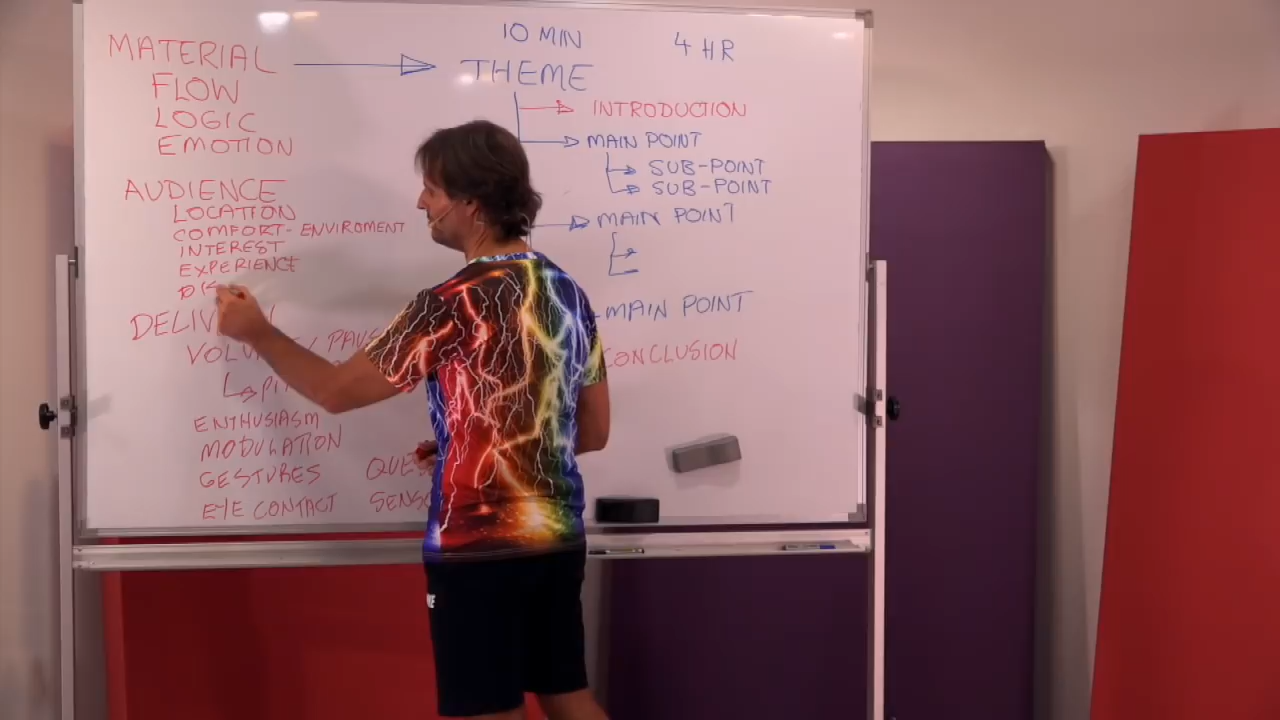 MATERIAL
FLOW
LOGIC
EMOTION
AUDIENCE
LOCATION
COMFORT-ENVIROMENT
INTEREST
EXPERIENCE
ENTHUSIASM
MODULATION
GESTURES
EYE CONTACT
10 MIN
4 HR
THEME
INTRODUCTION
MAIN POINT
SUB-POINT
SUB-POINT
MAIN POINT
MAIN POINT
CONCLUSION